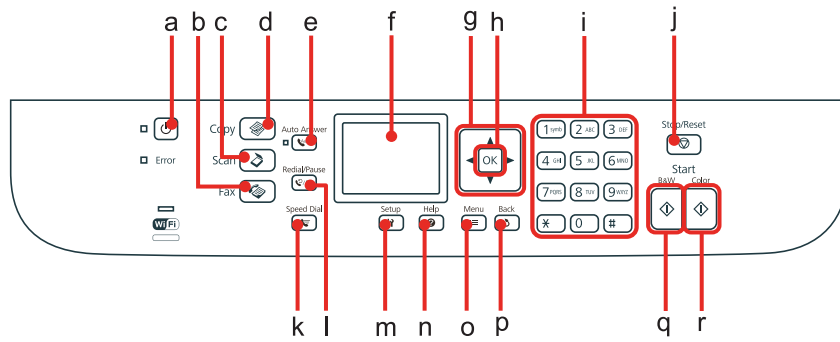 a b c d e f g h i j
Copy
Auto Answer
Error
Scan
Redial/Pause
Fax
WiFi
Speed Dial
Setup Help Menu Back
OK
1 symb 2 ABC 3 DEF
4 GHI 5 JKL 6 MNO
7 PQRS 8 TUV 9 WXYZ
* 0 #
Stop/Reset
Start
B&W Color
k l m n o p q r